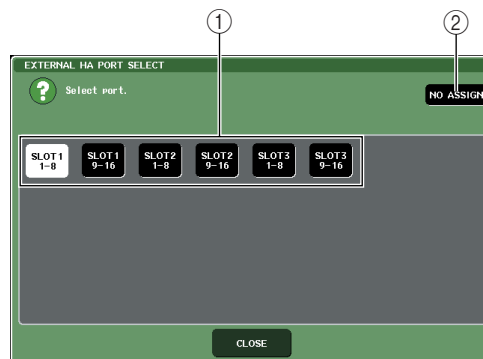 1
2
EXTERNAL HA PORT SELECT
?
Select port.
NO ASSIGN
SLOT1
1-8
SLOT1
9-16
SLOT2
1-8
SLOT2
9-16
SLOT3
1-8
SLOT3
9-16
CLOSE